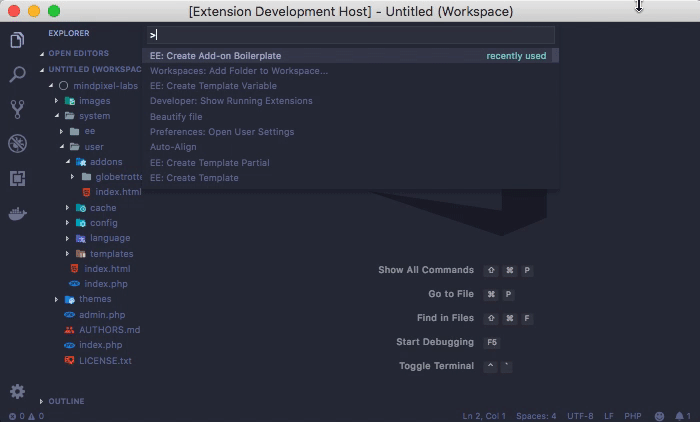 [Extension Development Host] - Untitled (Workspace)
EXPLORER
OPEN EDITORS
UNTITLED (WORKSPAC
mindpixel-labs
images
system
ee
user
addons
globetrotte
index.html
cache
config
language
templates
index.html
index.php
themes
admin.php
AUTHORS.md
index.php
LICENSE.txt
OUTLINE
>
EE: Create Add-on Boilerplate recently used
Workspaces: Add Folder to Workspace...
EE: Create Template Variable
Developer: Show Running Extensions
Beautify file
Preferences: Open User Settings
Auto-Align
EE: Create Template Partial
EE: Create Template
Show All Commands ⇧ ⌘ P
Go to File ⌘ P
Find in Files ⇧ ⌘ F
Start Debugging F5
Toggle Terminal ^ `
0 0 Ln 2, Col 1 Spaces: 4 UTF-8 LF PHP 1